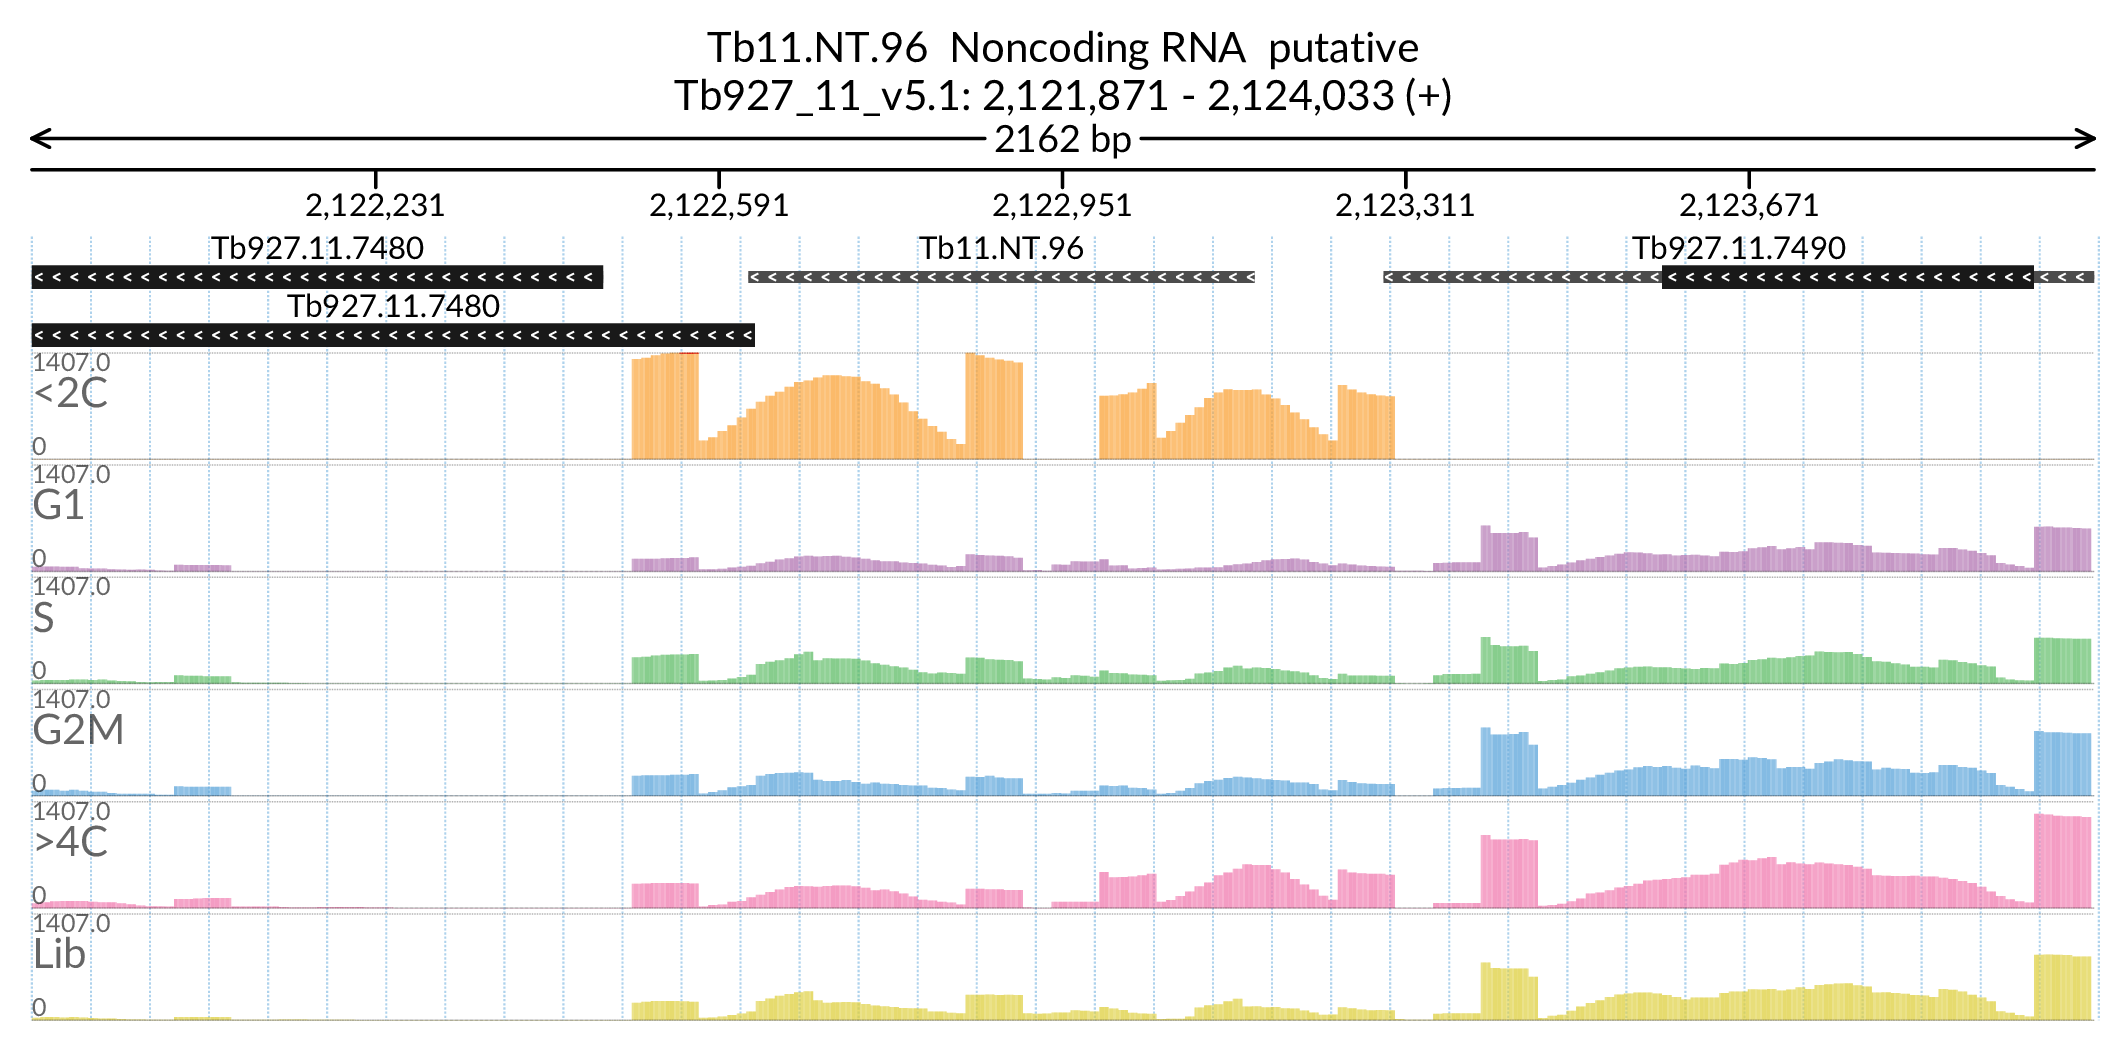 Tb11.NT.96 Noncoding RNA putative
Tb927_11_v5.1: 2,121,871 - 2,124,033 (+)
2162 bp
2,122,231 2,122,591 2,122,951 2,123,311 2,123,671
Tb927.11.7480 Tb11.NT.96 Tb927.11.7490
Tb927.11.7480
1407.0
<2C
0
1407.0
G1
0
1407.0
S
0
1407.0
G2M
0
1407.0
>4C
0
1407.0
Lib
0